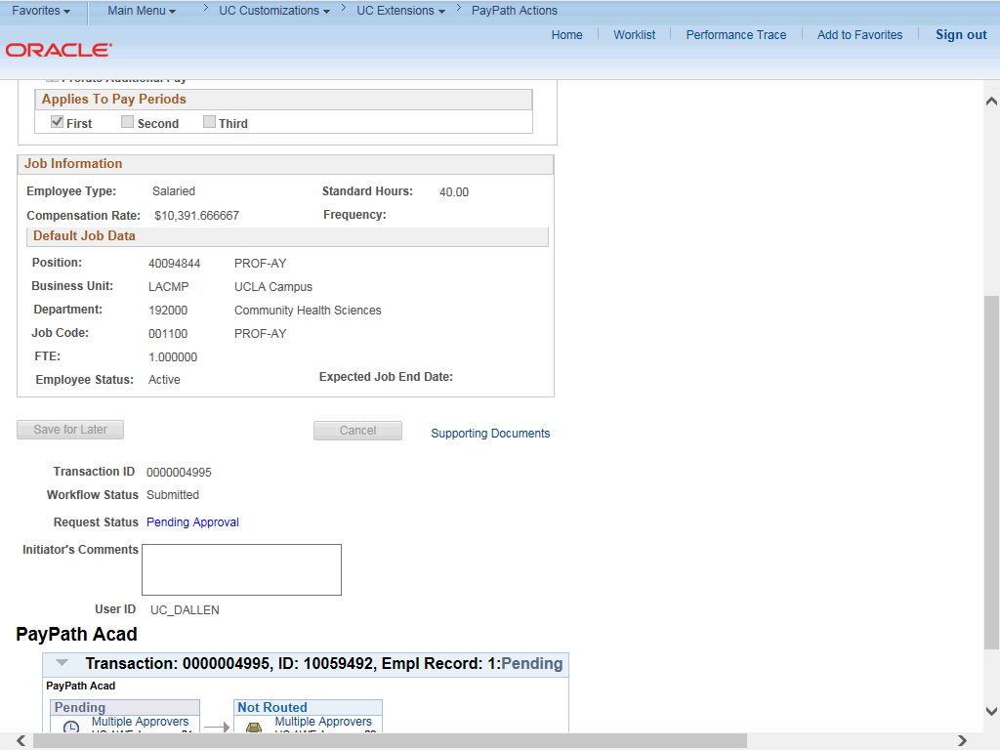 Favorites Main Menu > UC Customizations > UC Extensions > PayPath Actions
Home Worklist Performance Trace Add to Favorites Sign out
ORACLE
Prorate Additional Pay
Applies To Pay Periods
First Second Third
Job Information
Employee Type: Salaried Standard Hours: 40.00
Compensation Rate: $10,391.666667 Frequency:
Default Job Data
Position: 40094844 PROF-AY
Business Unit: LACMP UCLA Campus
Department: 192000 Community Health Sciences
Job Code: 001100 PROF-AY
FTE: 1.000000
Employee Status: Active Expected Job End Date:
Save for Later Cancel Supporting Documents
Transaction ID 0000004995
Workflow Status Submitted
Request Status Pending Approval
Initiator's Comments
User ID UC_DALLEN
PayPath Acad
Transaction: 0000004995, ID: 10059492, Empl Record: 1:Pending
PayPath Acad
Pending Not Routed
Multiple Approvers Multiple Approvers